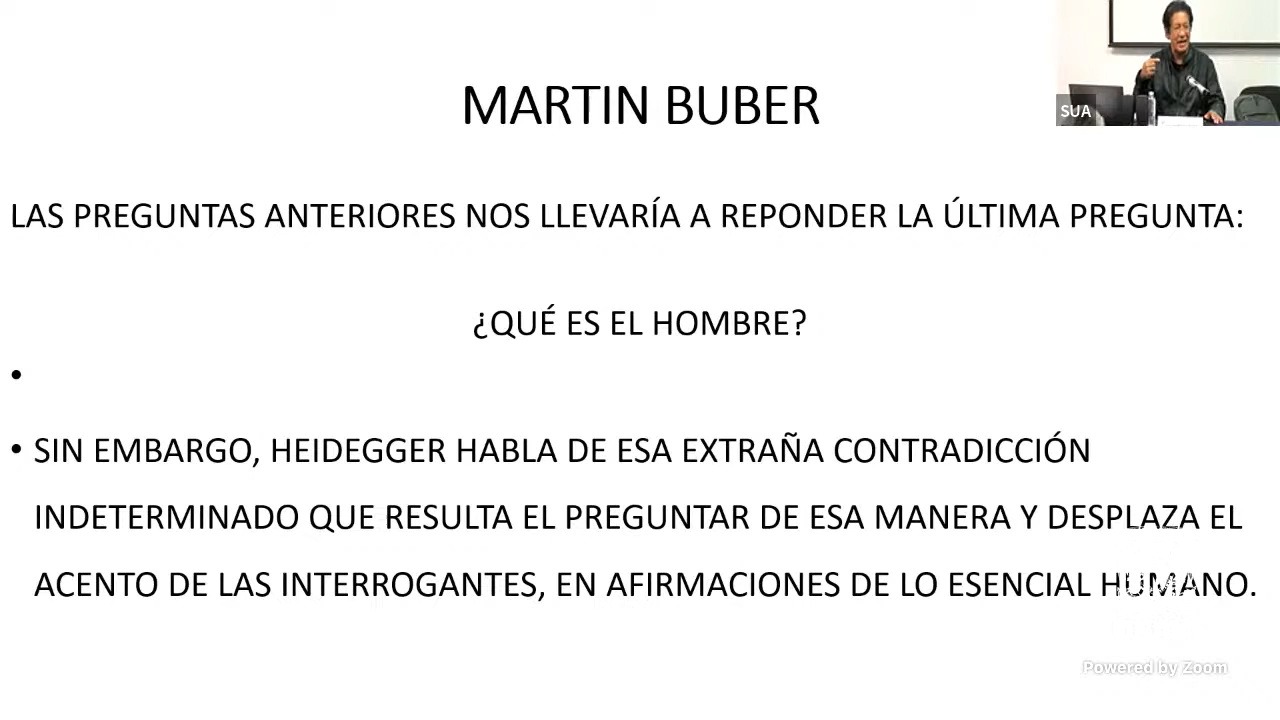 MARTIN BUBER
SUA
LAS PREGUNTAS ANTERIORES NOS LLEVARÍA A REPONDER LA ÚLTIMA PREGUNTA:
¿QUÉ ES EL HOMBRE?
•
• SIN EMBARGO, HEIDEGGER HABLA DE ESA EXTRAÑA CONTRADICCIÓN
INDETERMINADO QUE RESULTA EL PREGUNTAR DE ESA MANERA Y DESPLAZA EL
ACENTO DE LAS INTERROGANTES, EN AFIRMACIONES DE LO ESENCIAL HUMANO.
Powered by Zoom